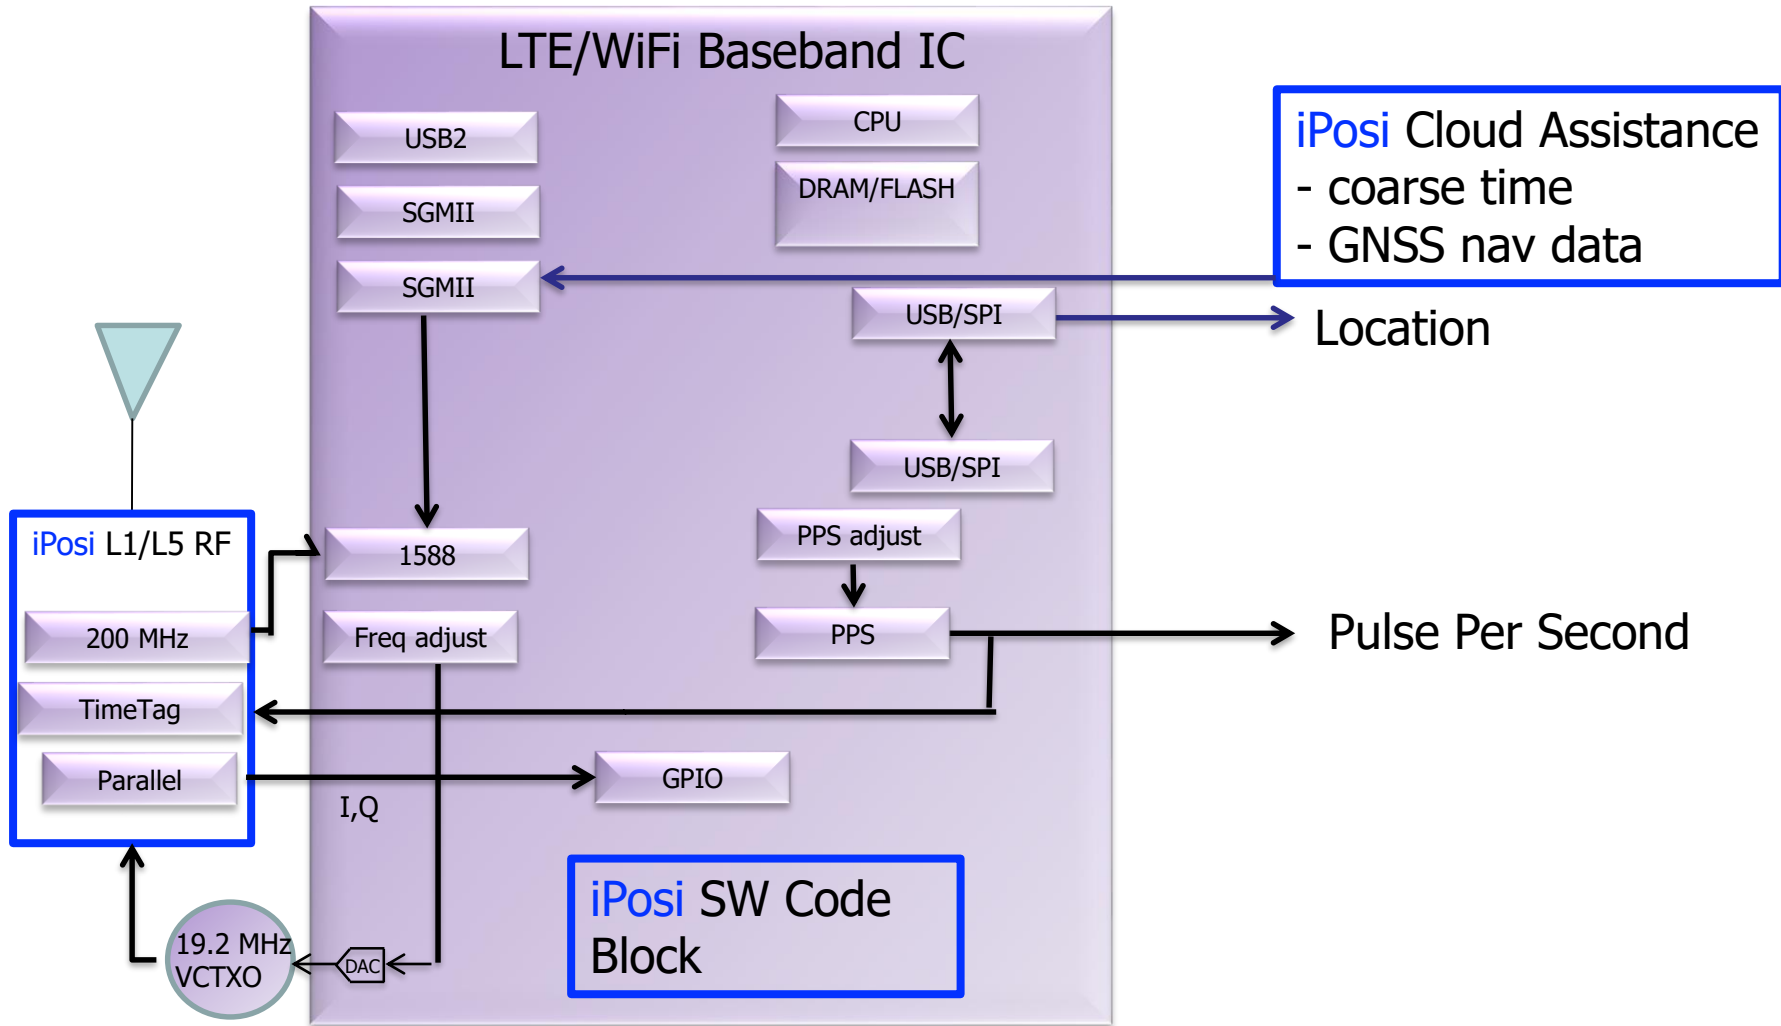 LTE/WiFi Baseband IC
USB2
SGMII
SGMII
CPU
DRAM/FLASH
iPosi Cloud Assistance
- coarse time
- GNSS nav data
USB/SPI
Location
USB/SPI
iPosi L1/L5 RF
200 MHz
TimeTag
Parallel
1588
Freq adjust
PPS adjust
PPS
Pulse Per Second
GPIO
I,Q
iPosi SW Code
Block
19.2 MHz
VCTXO
DAC